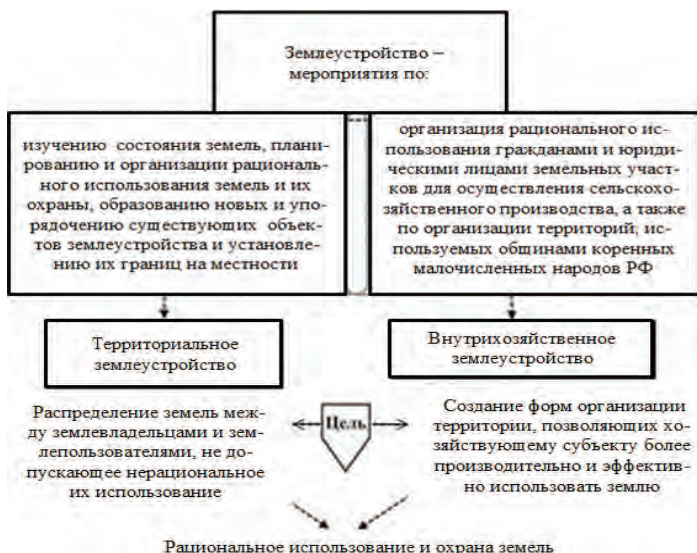 Землеустройство –
мероприятия по:
изучению состояния земель, плани-
рованию и организации рациональ-
ного использования земель и их
охраны, образованию новых и упо-
рядочению существующих объек-
тов землеустройства и установле-
нию их границ на местности
организация рационального ис-
пользования гражданами и юриди-
ческими лицами земельных участ-
ков для осуществления сельскохо-
зяйственного производства, а также
по организации территорий, ис-
пользуемых общинами коренных
малочисленных народов РФ
Территориальное
землеустройство
Внутрихозяйственное
землеустройство
Распределение земель меж-
ду землевладельцами и зем-
лепользователями, не до-
пускающее нерациональное
их использование
Цель
Создание форм организации
территории, позволяющих хо-
зяйствующему субъекту более
производительно и эффектив-
но использовать землю
Рациональное использование и охрана земель